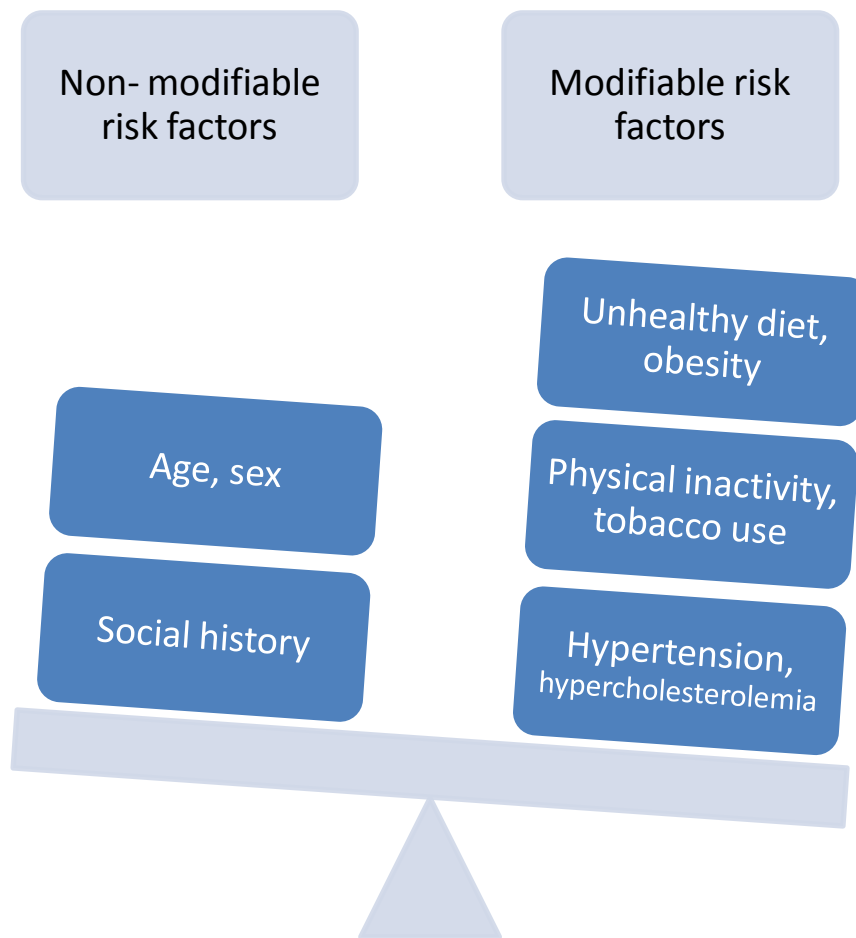 Non- modifiable
risk factors
Modifiable risk
factors
Unhealthy diet,
obesity
Age, sex
Physical inactivity,
tobacco use
Social history
Hypertension,
hypercholesterolemia